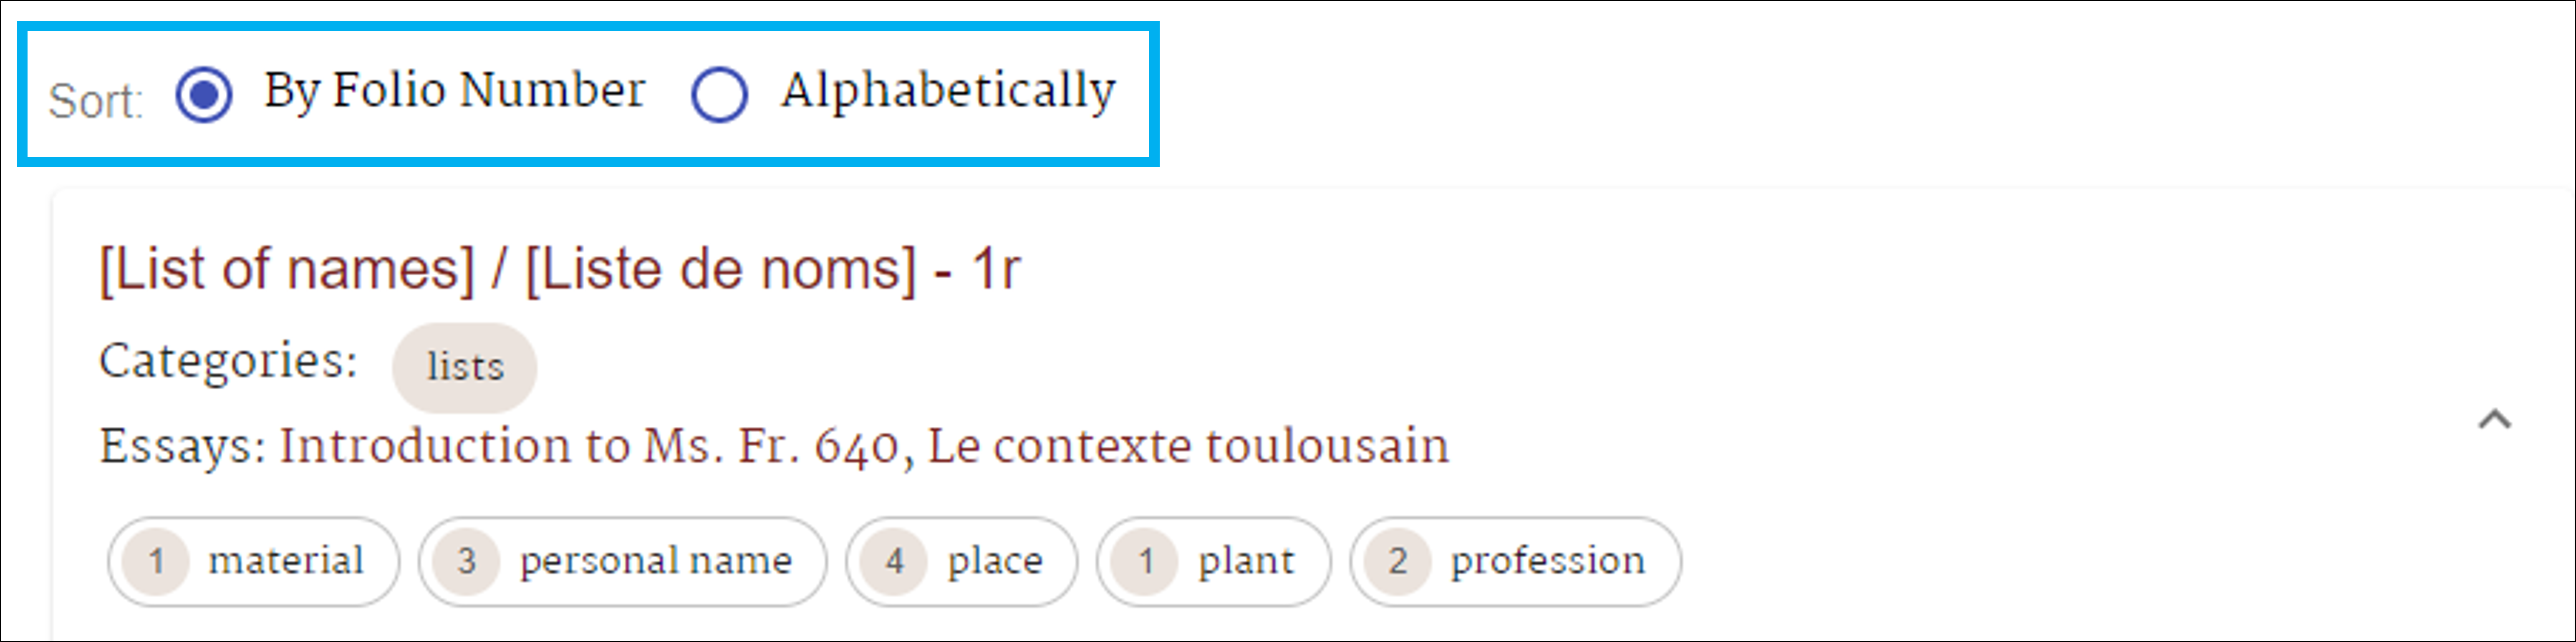 Sort: By Folio Number Alphabetically
[List of names] / [Liste de noms] - 1r
Categories: lists
Essays: Introduction to Ms. Fr. 640, Le contexte toulousain
1 material 3 personal name 4 place 1 plant 2 profession